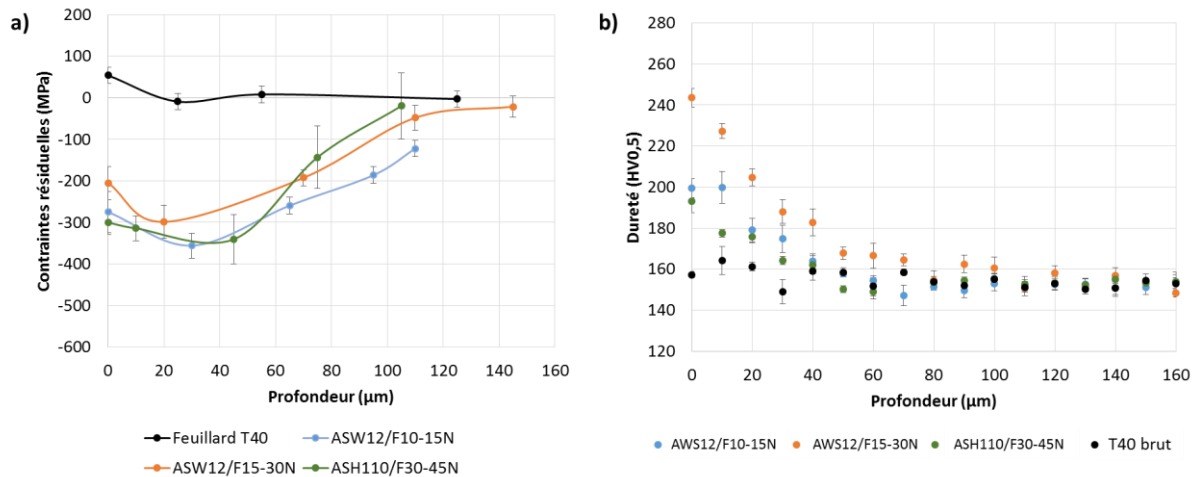 a)
Contraintes résiduelles (MPa)
200
100
0
-100
-200
-300
-400
-500
-600
0 20 40 60 80 100 120 140 160
Profondeur (µm)
Feuillard T40 ASW12/F10-15N
ASW12/F15-30N ASH110/F30-45N
b)
Dureté (HV0,5)
280
260
240
220
200
180
160
140
120
0 20 40 60 80 100 120 140 160
Profondeur (µm)
AWS12/F10-15N AWS12/F15-30N ASH110/F30-45N T40 brut